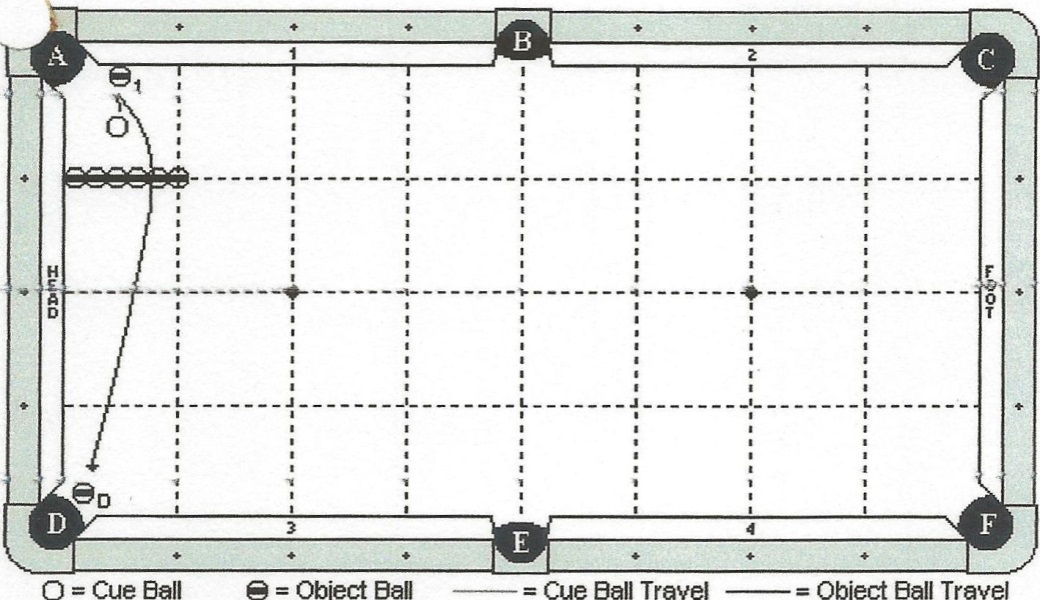 A B C
1 2
1
HEAD
FOOT
D
D 3 E 4 F
= Cue Ball = Object Ball = Cue Ball Travel = Object Ball Travel